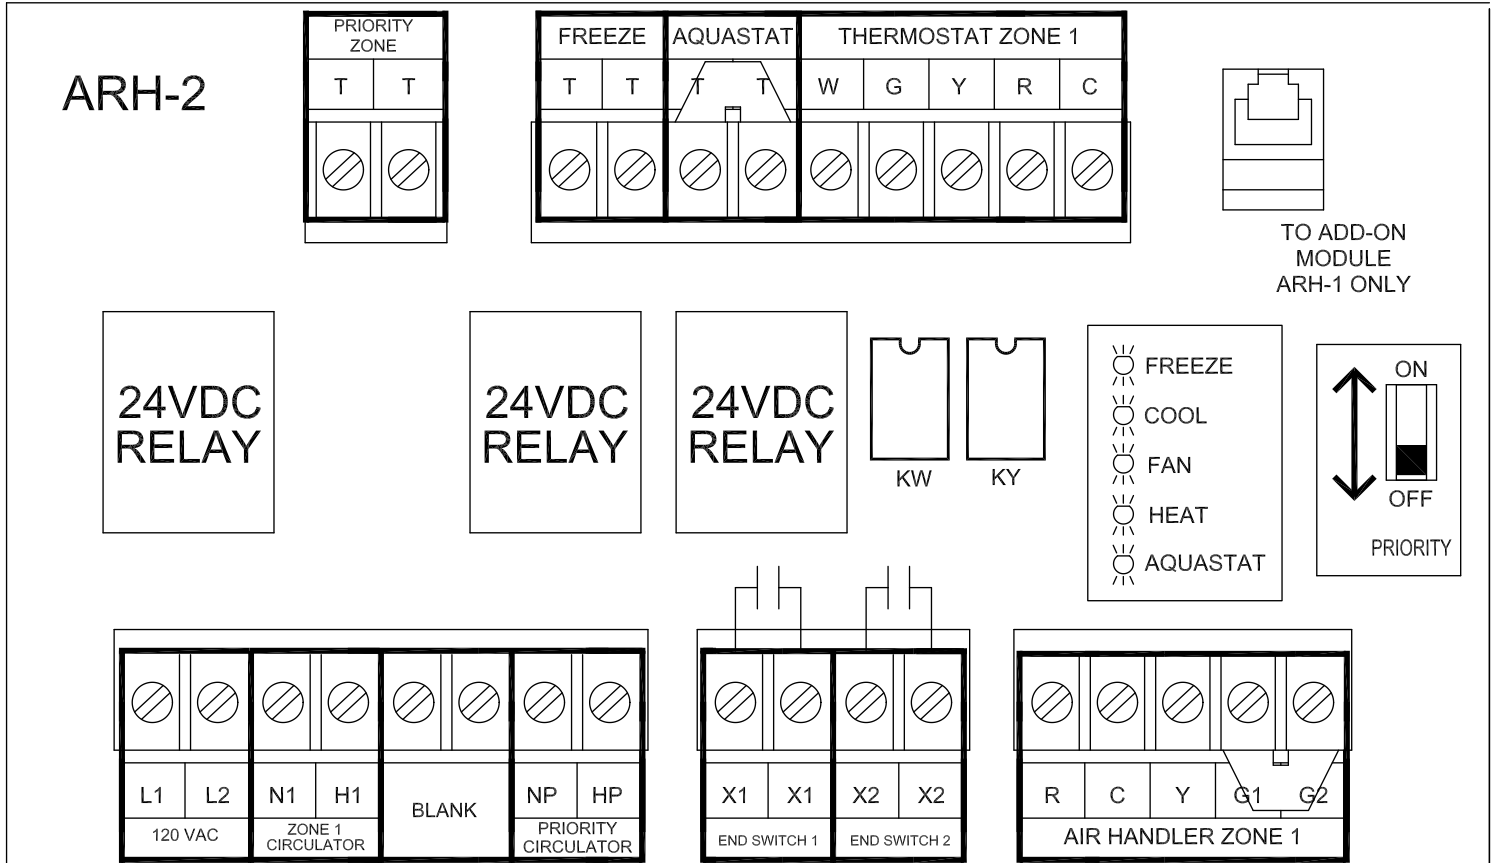 ARH-2
PRIORITY
ZONE
T T
FREEZE AQUASTAT THERMOSTAT ZONE 1
T T T T W G Y R C
TO ADD-ON
MODULE
ARH-1 ONLY
24VDC
RELAY
24VDC
RELAY
24VDC
RELAY
KW KY
FREEZE
COOL
FAN
HEAT
AQUASTAT
ON
OFF
PRIORITY
L1 L2 N1 H1 BLANK NP HP
120 VAC
ZONE 1
CIRCULATOR
PRIORITY
CIRCULATOR
X1 X1 X2 X2
END SWITCH 1 END SWITCH 2
R C Y G1 G2
AIR HANDLER ZONE 1